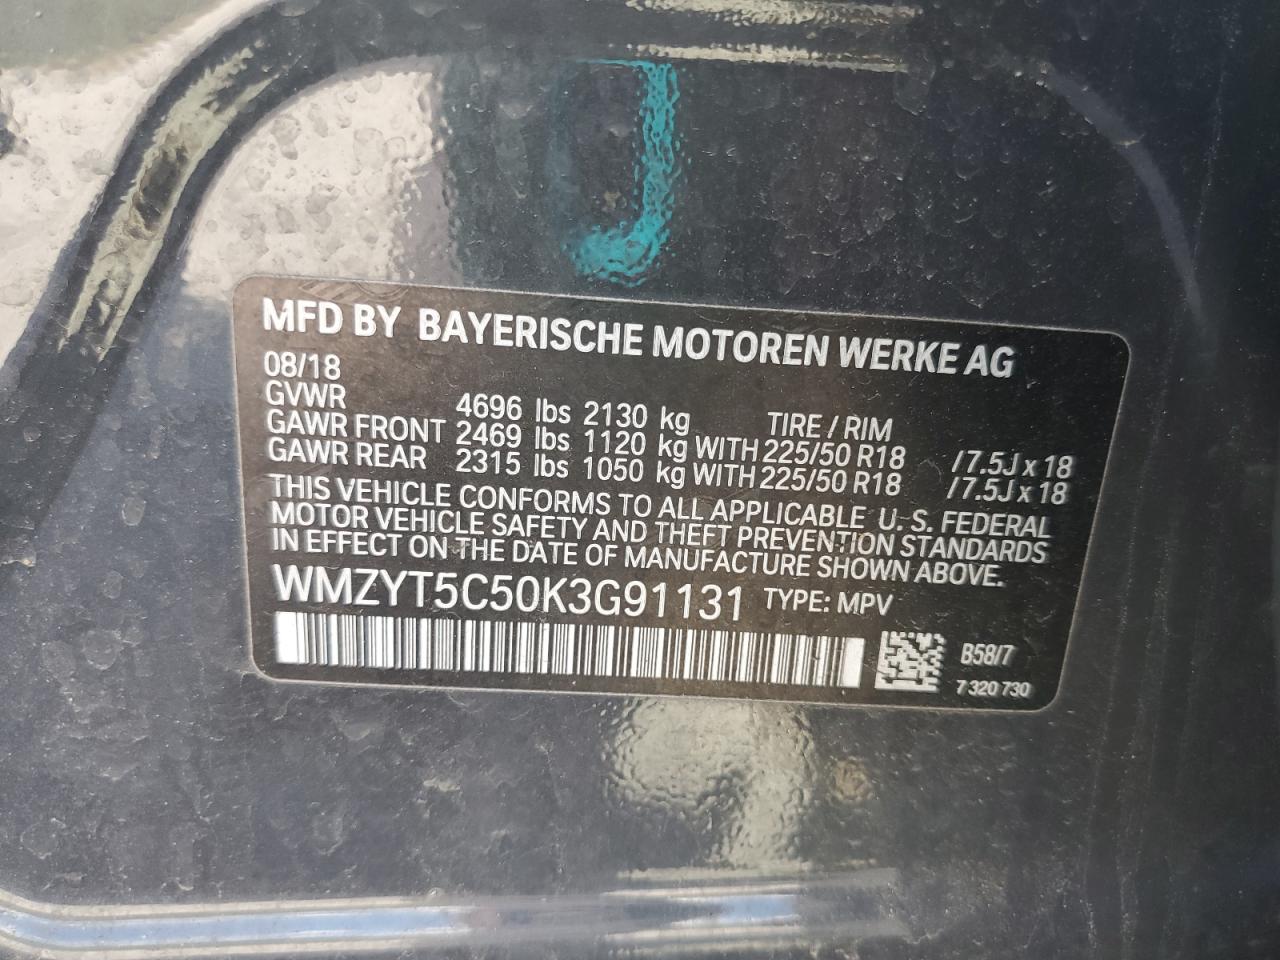 J
MFD BY BAYERISCHE MOTOREN WERKE AG
08/18
GVWR 4696 lbs 2130 kg TIRE / RIM
GAWR FRONT 2469 lbs 1120 kg WITH 225/50 R18 /7.5J x 18
GAWR REAR 2315 lbs 1050 kg WITH 225/50 R18 /7.5J x 18
THIS VEHICLE CONFORMS TO ALL APPLICABLE U. S. FEDERAL
MOTOR VEHICLE SAFETY AND THEFT PREVENTION STANDARDS
IN EFFECT ON THE DATE OF MANUFACTURE SHOWN ABOVE.
WMZYT5C50K3G91131 TYPE: MPV
B58/7
7 320 730